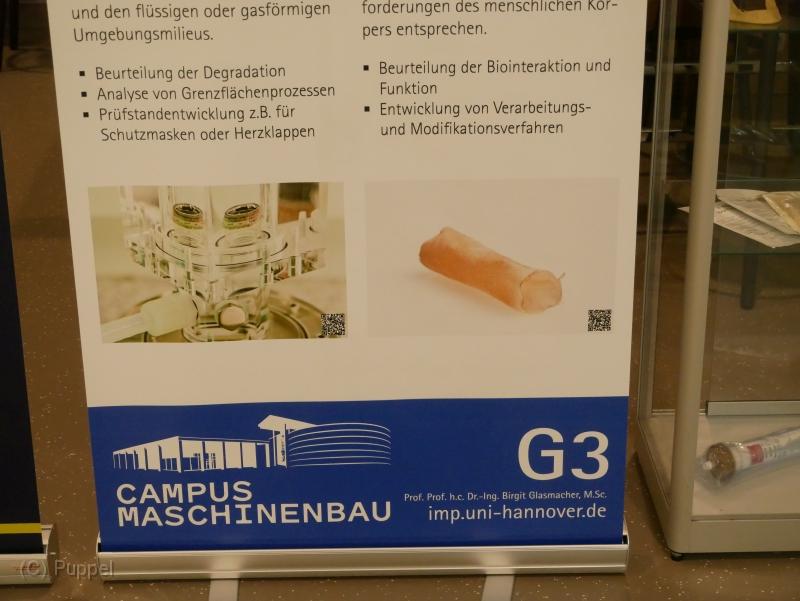 und den flüssigen oder gasförmigen
Umgebungsmilieus.
▪ Beurteilung der Degradation
▪ Analyse von Grenzflächenprozessen
▪ Prüfstandentwicklung z.B. für
Schutzmasken oder Herzklappen
forderungen des menschlichen Kör-
pers entsprechen.
▪ Beurteilung der Biointeraktion und
Funktion
▪ Entwicklung von Verarbeitungs-
und Modifikationsverfahren
CAMPUS
MASCHINENBAU
G3
Prof. Prof. h.c. Dr.-Ing. Birgit Glasmacher, M.Sc.
imp.uni-hannover.de
(C) Puppel